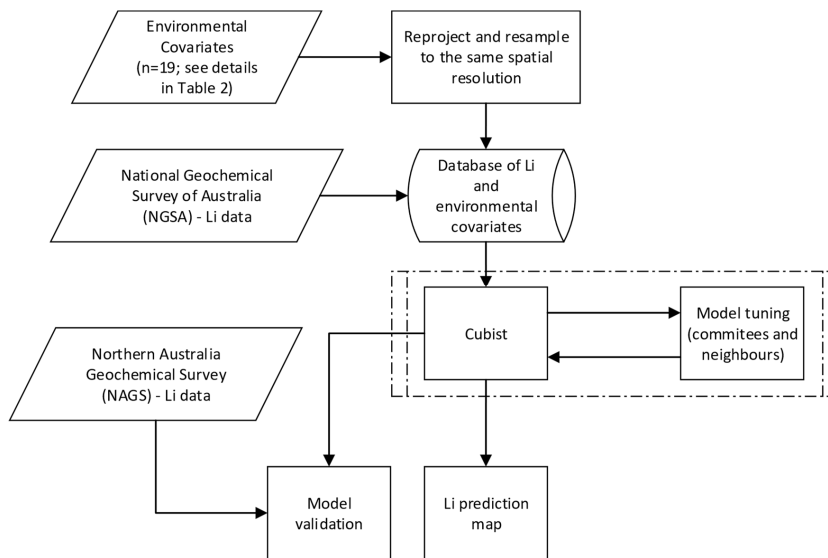 Environmental
Covariates
(n=19; see details
in Table 2)
Reproject and resample
to the same spatial
resolution
National Geochemical
Survey of Australia
(NGSA) - Li data
Database of Li
and
environmental
covariates
Cubist
Model tuning
(commitees and
neighbours)
Northern Australia
Geochemical Survey
(NAGS) - Li data
Model
validation
Li prediction
map